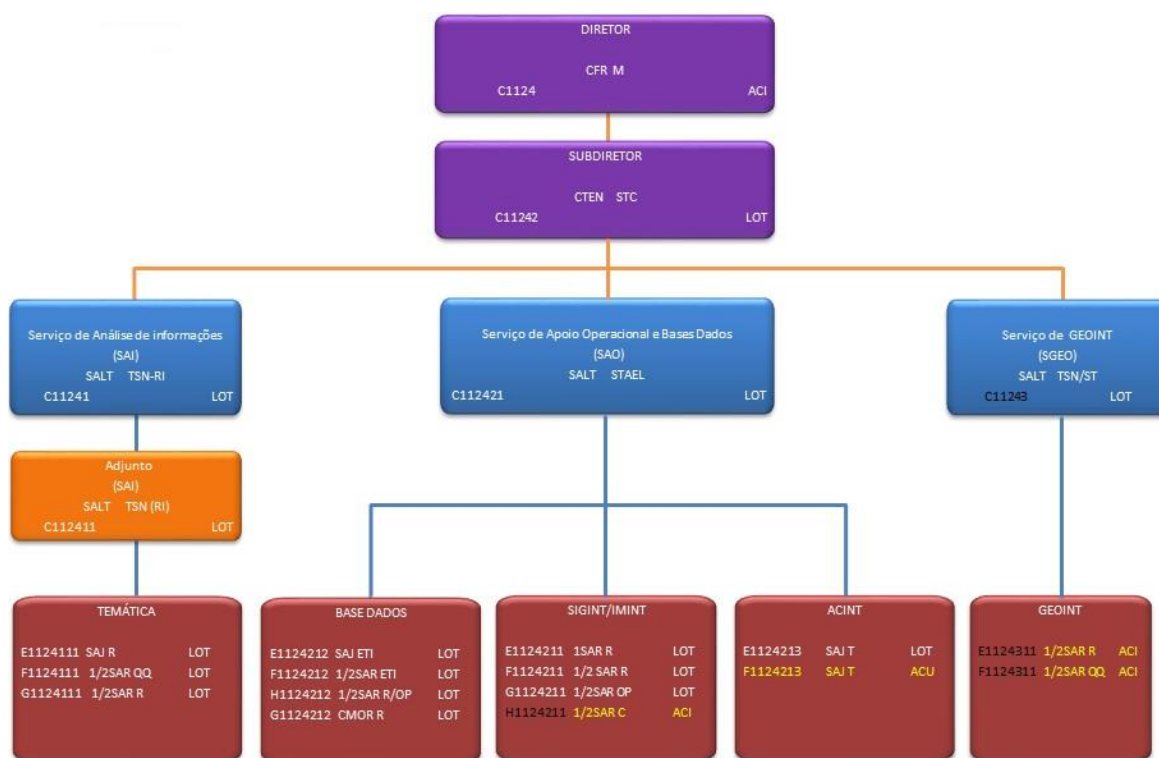 DIRETOR
CFR M
C1124 ACI
SUBDIRETOR
CTEN STC
C11242 LOT
Serviço de Análise de informações
(SAI)
SALT TSN-RI
C11241 LOT
Serviço de Apoio Operacional e Bases Dados
(SAO)
SALT STAEL
C112421 LOT
Serviço de GEOINT
(SGEO)
SALT TSN/ST
C11243 LOT
Adjunto
(SAI)
SALT TSN (RI)
C112411 LOT
TEMÁTICA
E1124111 SAJ R LOT
F1124111 1/2SAR QQ LOT
G1124111 1/2SAR R LOT
BASE DADOS
E1124212 SAJ ETI LOT
F1124212 1/2SAR ETI LOT
H1124212 1/2SAR R/OP LOT
G1124212 CMOR R LOT
SIGINT/IMINT
E1124211 1SAR R LOT
F1124211 1/2 SAR R LOT
G1124211 1/2SAR OP LOT
H1124211 1/2SAR C ACI
ACINT
E1124213 SAJ T LOT
F1124213 SAJ T ACU
GEOINT
E1124311 1/2SAR R ACI
F1124311 1/2SAR QQ ACI